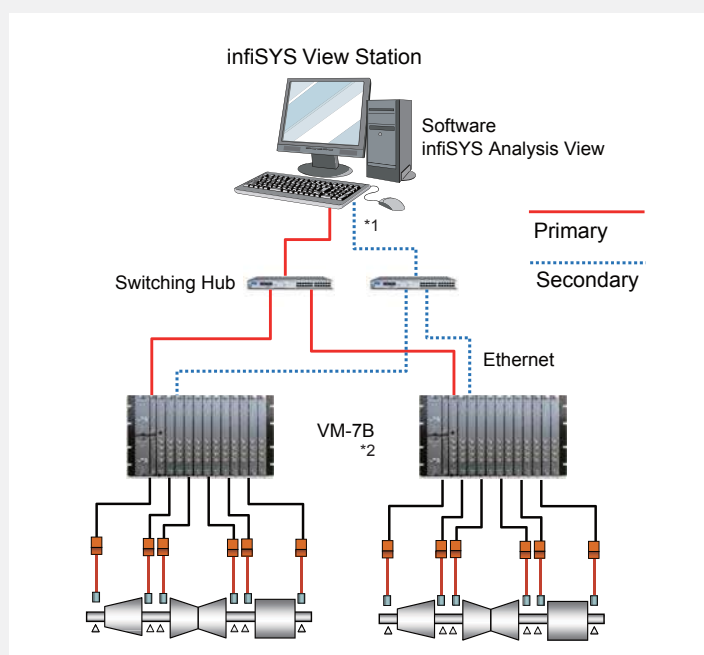 infiSYS View Station
Software
infiSYS Analysis View
*1
Primary
Secondary
Switching Hub
Ethernet
VM-7B
*2